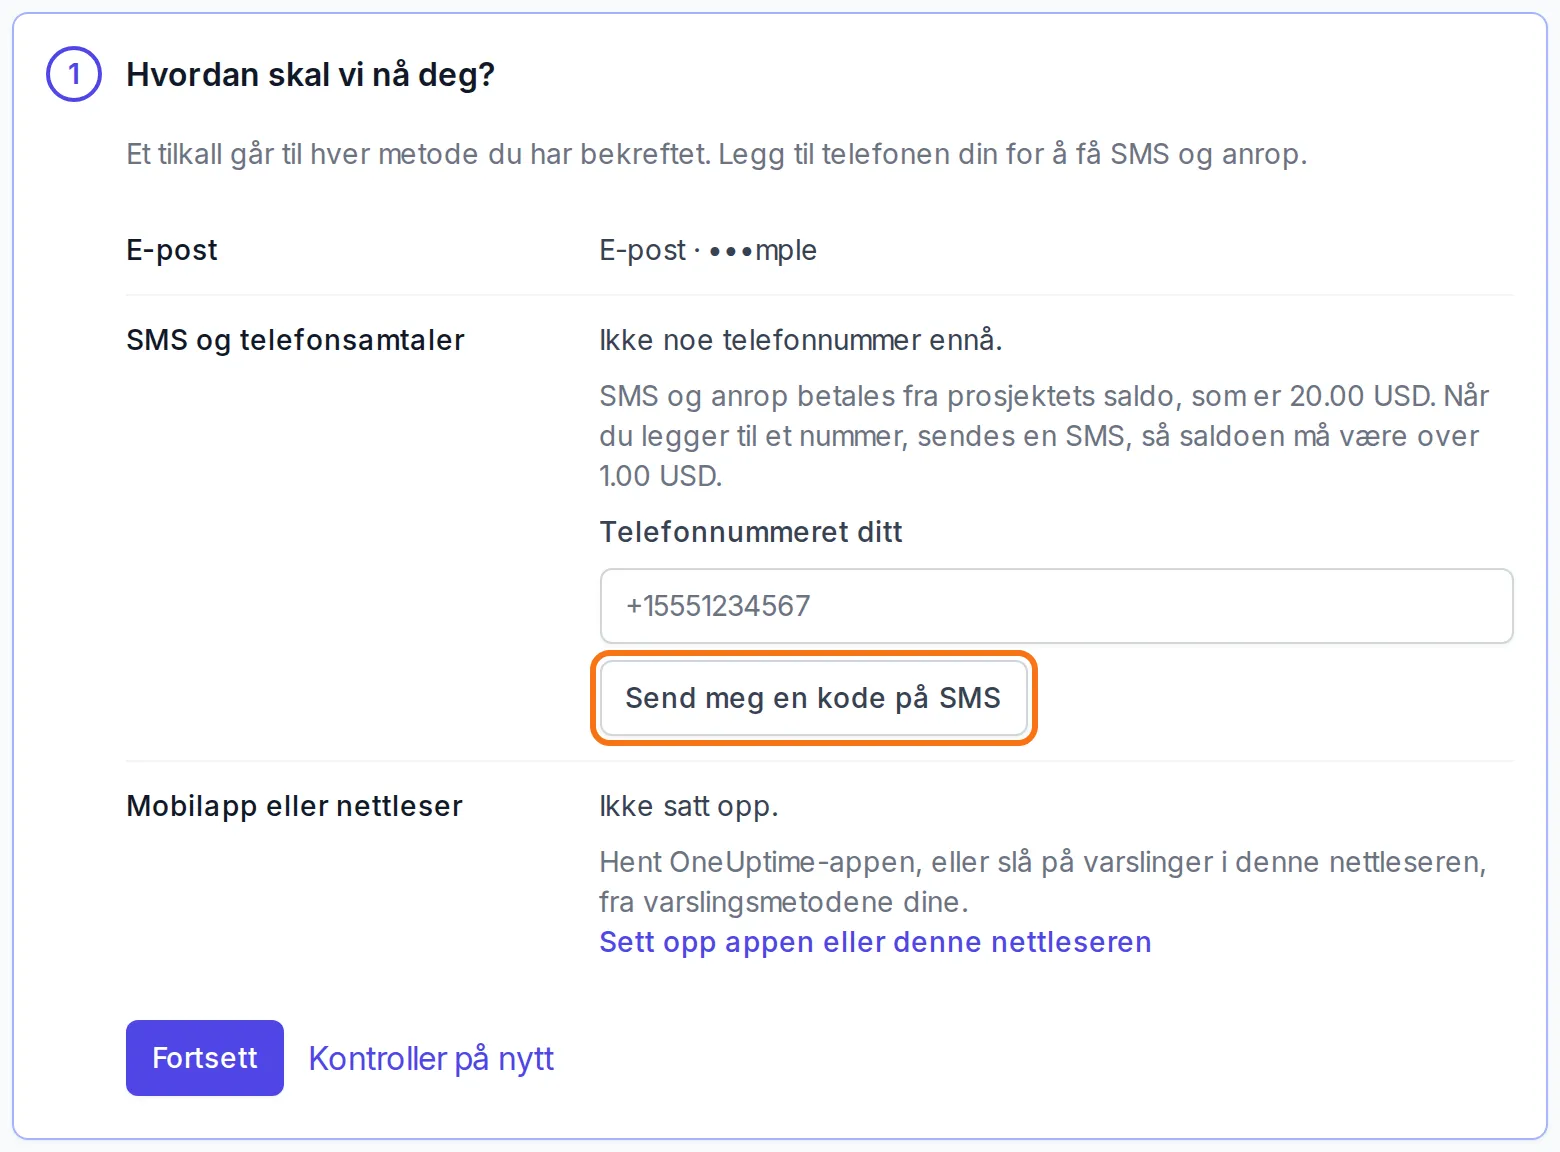 1
Hvordan skal vi nå deg?
Et tilkall går til hver metode du har bekreftet. Legg til telefonen din for å få SMS og anrop.
E-post
E-post · •••mple
SMS og telefonsamtaler
Ikke noe telefonnummer ennå.
SMS og anrop betales fra prosjektets saldo, som er 20.00 USD. Når
du legger til et nummer, sendes en SMS, så saldoen må være over
1.00 USD.
Telefonnummeret ditt
+15551234567
Send meg en kode på SMS
Mobilapp eller nettleser
Ikke satt opp.
Hent OneUptime-appen, eller slå på varslinger i denne nettleseren,
fra varslingsmetodene dine.
Sett opp appen eller denne nettleseren
Fortsett
Kontroller på nytt